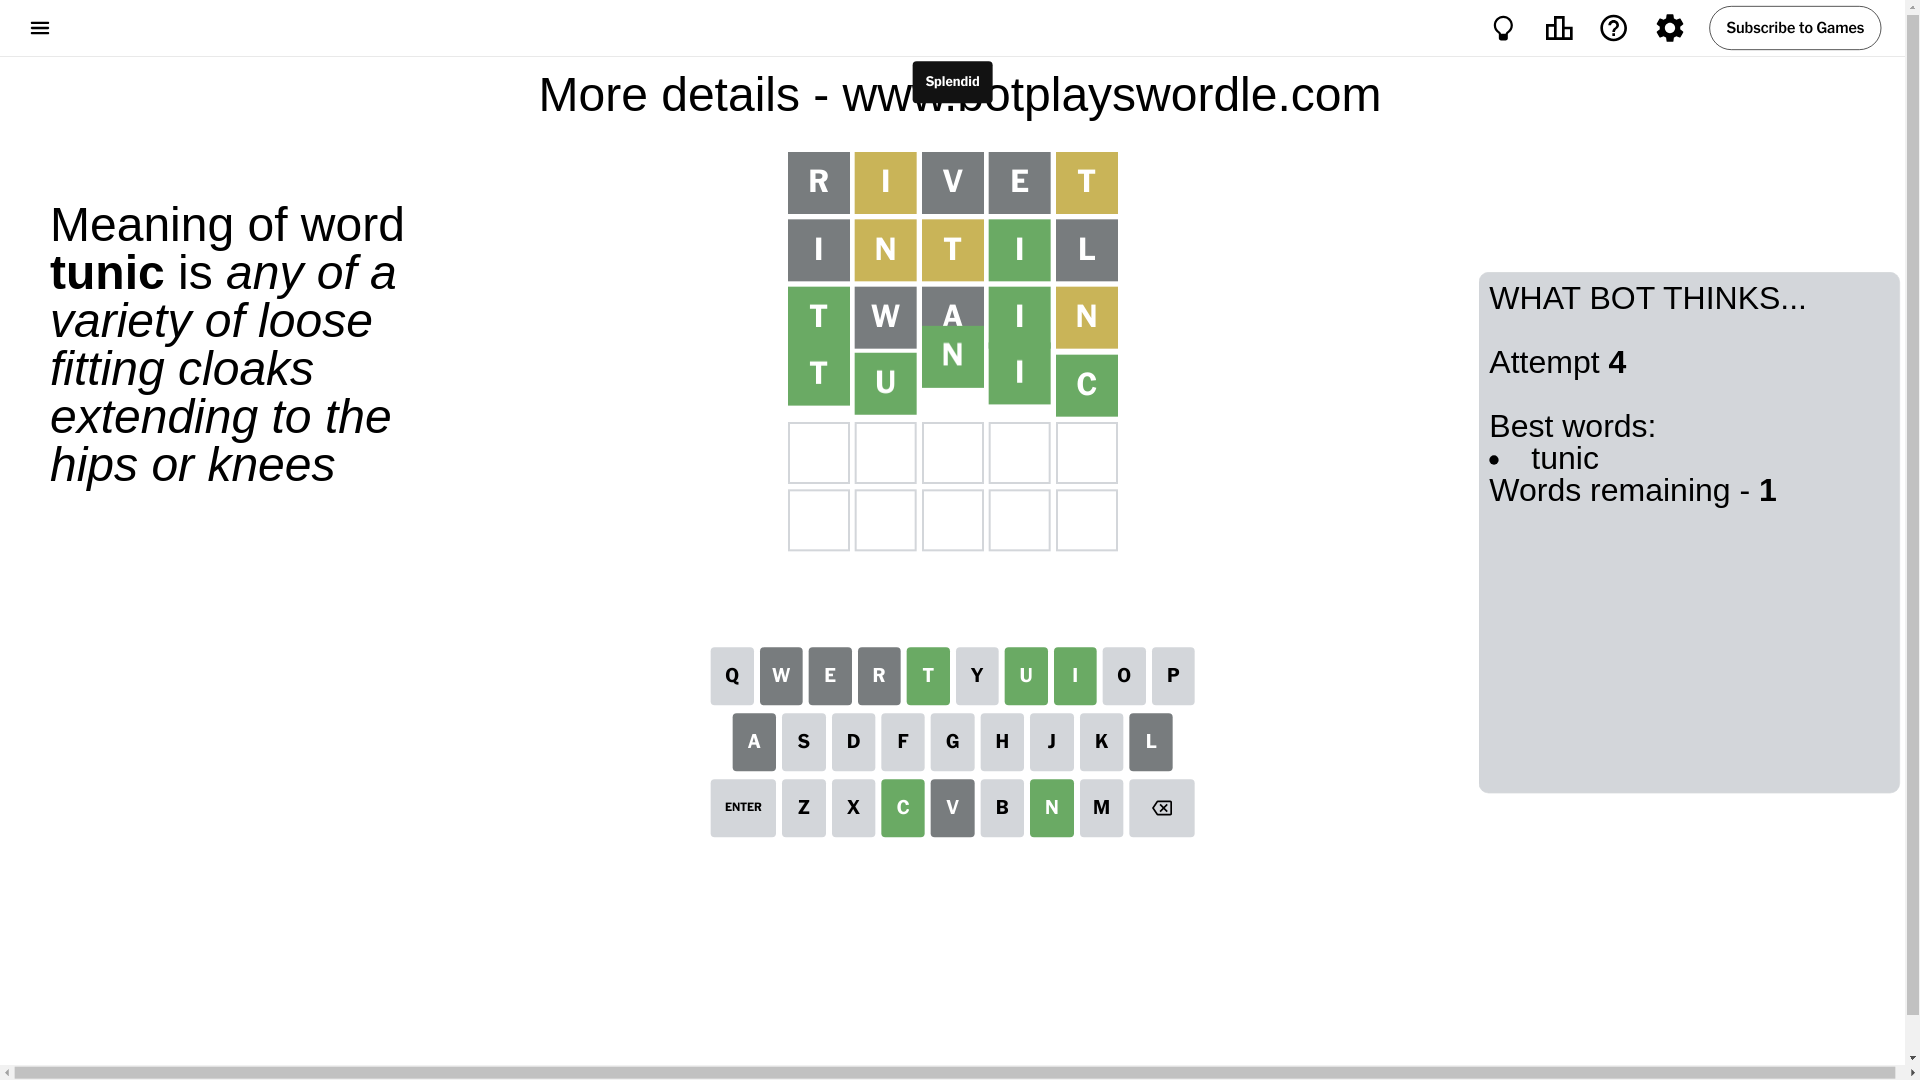 Subscribe to Games
Splendid
More details - www.botplayswordle.com
Meaning of word
tunic is any of a
variety of loose
fitting cloaks
extending to the
hips or knees
R I V E T
I N T I L
T W A I N
T U N I C
WHAT BOT THINKS...
Attempt 4
Best words:
• tunic
Words remaining - 1
Q W E R T Y U I O P
A S D F G H J K L
ENTER Z X C V B N M